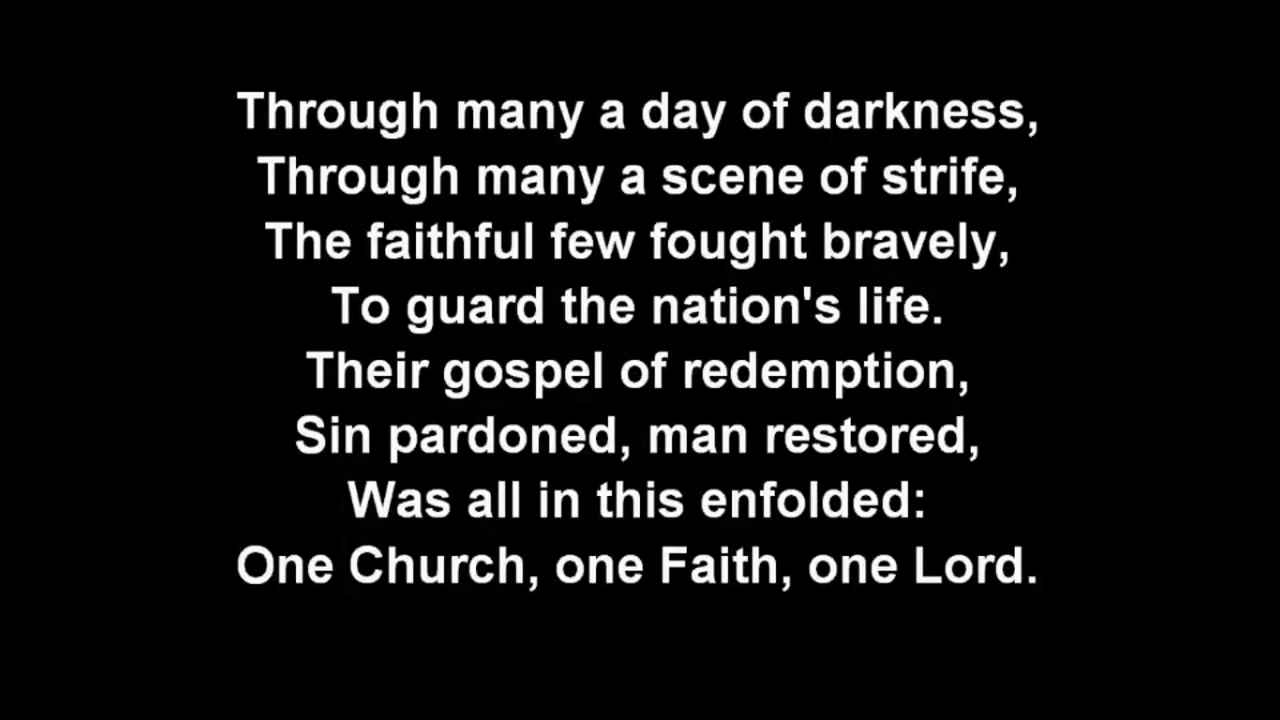 Through many a day of darkness,
Through many a scene of strife,
The faithful few fought bravely,
To guard the nation's life.
Their gospel of redemption,
Sin pardoned, man restored,
Was all in this enfolded:
One Church, one Faith, one Lord.